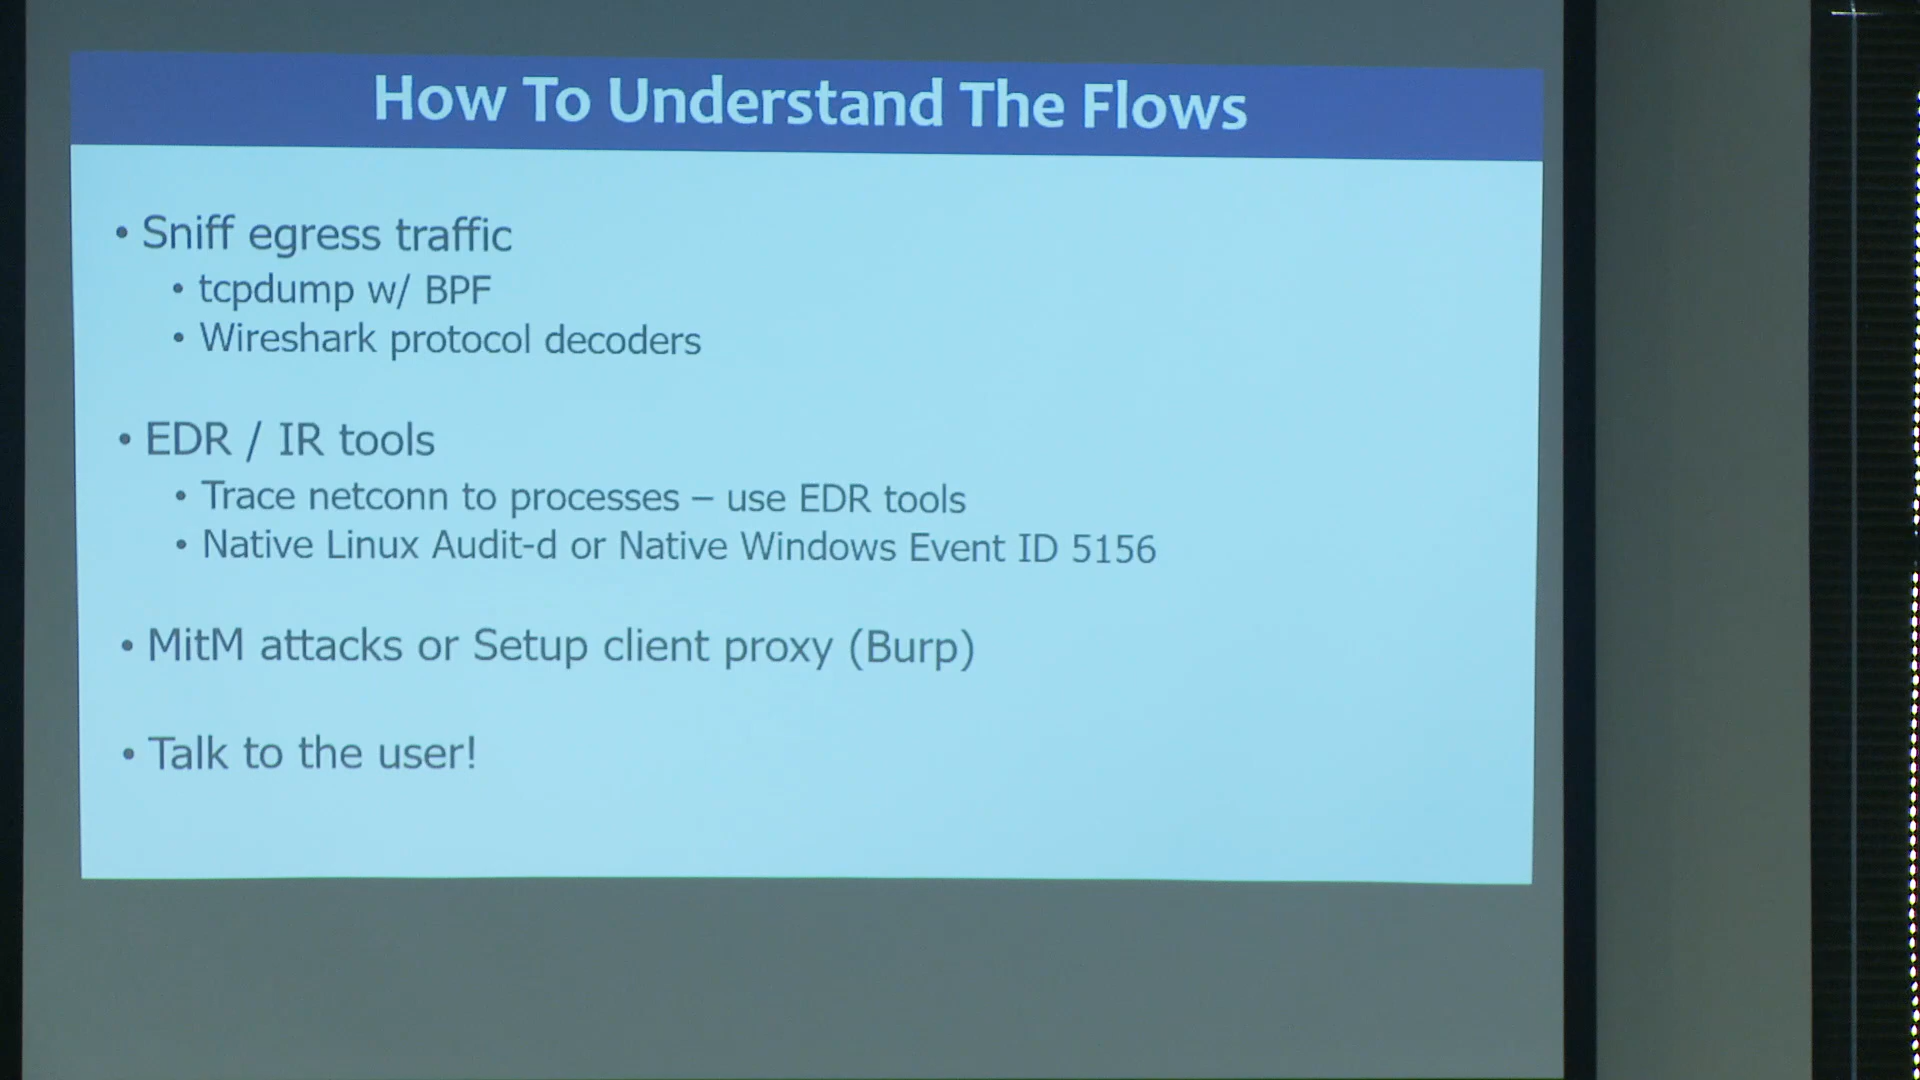 How To Understand The Flows
• Sniff egress traffic
• tcpdump w/ BPF
• Wireshark protocol decoders
• EDR / IR tools
• Trace netconn to processes – use EDR tools
• Native Linux Audit-d or Native Windows Event ID 5156
• MitM attacks or Setup client proxy (Burp)
• Talk to the user!